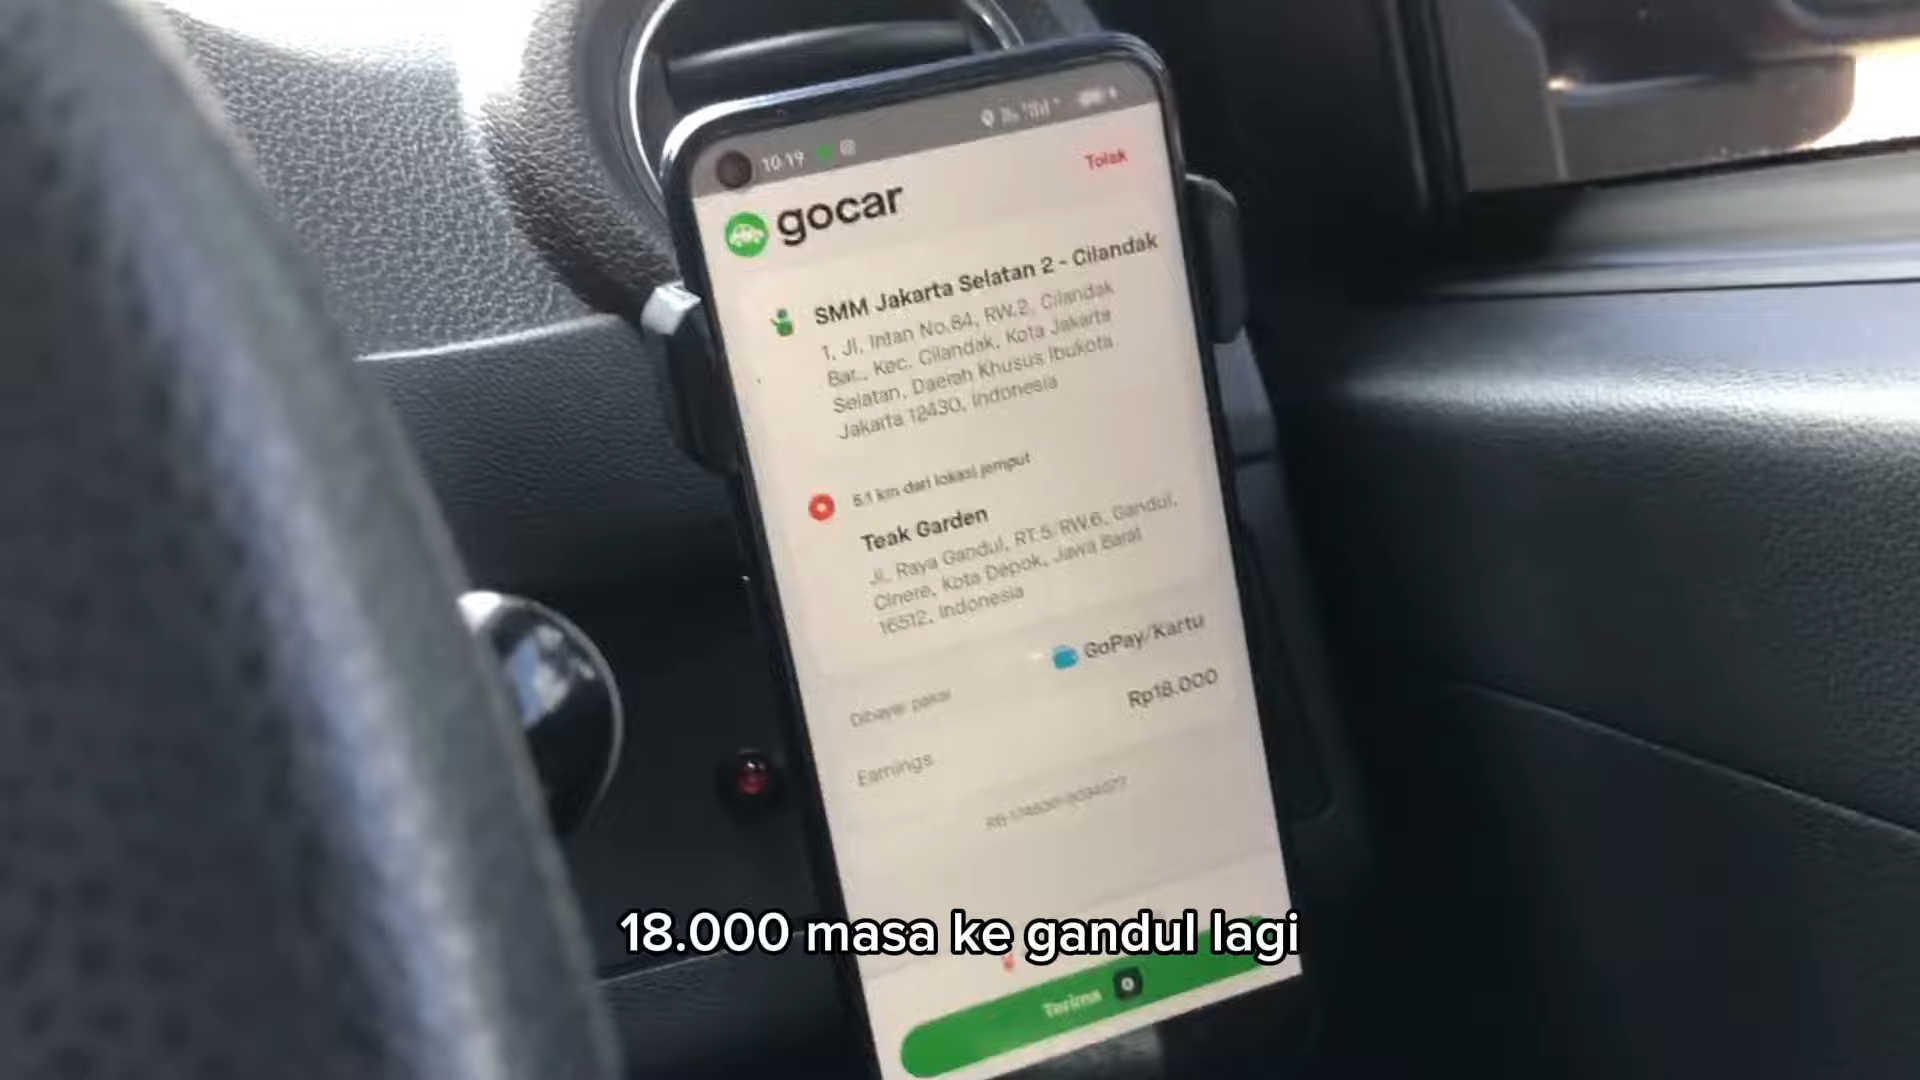 10.19
Tolak
gocar
SMM Jakarta Selatan 2 - Cilandak
1, Jl. Intan No.84, RW.2, Cilandak
Bar., Kec. Cilandak, Kota Jakarta
Selatan, Daerah Khusus Ibukota
Jakarta 12430, Indonesia
5.1 km dari lokasi jemput
Teak Garden
Jl. Raya Gandul, RT.5/RW.6, Gandul,
Cinere, Kota Depok, Jawa Barat
16512, Indonesia
Dibayar pakai
GoPay/Kartu
Earnings
Rp18.000
18.000 masa ke gandul lagi
Terima